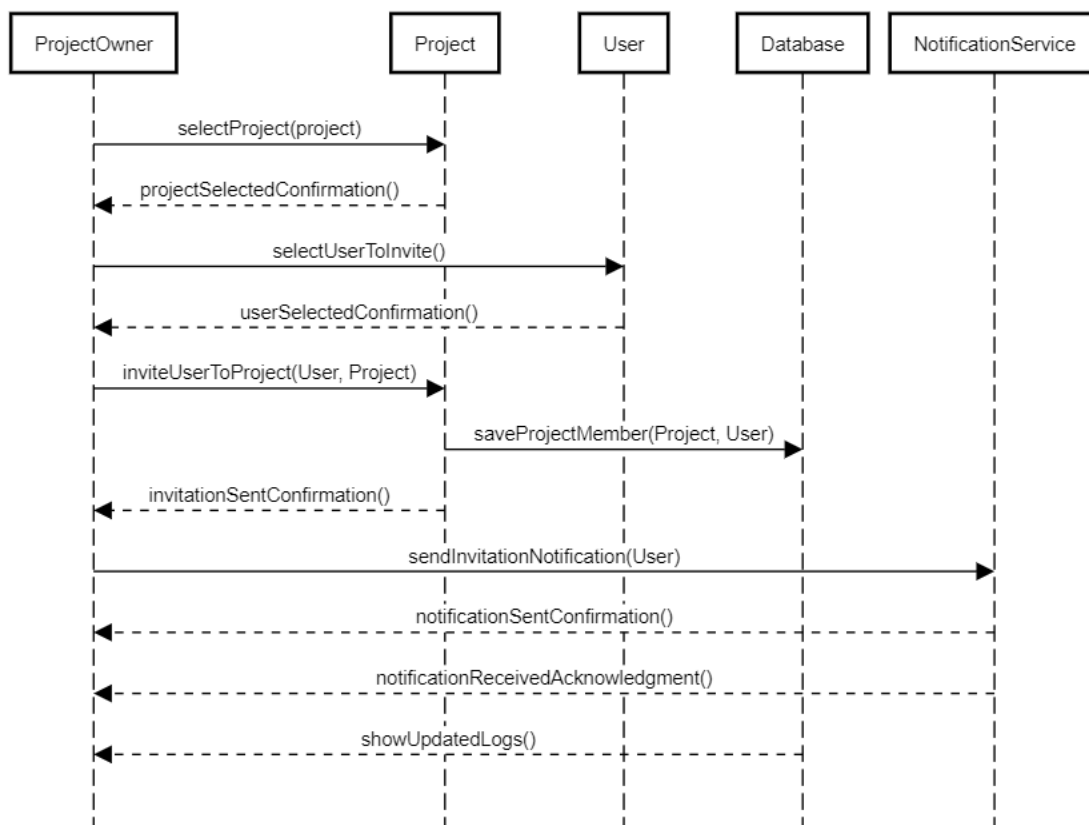 ProjectOwner
Project
User
Database
NotificationService
selectProject(project)
projectSelectedConfirmation()
selectUserToInvite()
userSelectedConfirmation()
inviteUserToProject(User, Project)
saveProjectMember(Project, User)
invitationSentConfirmation()
sendInvitationNotification(User)
notificationSentConfirmation()
notificationReceivedAcknowledgment()
showUpdatedLogs()